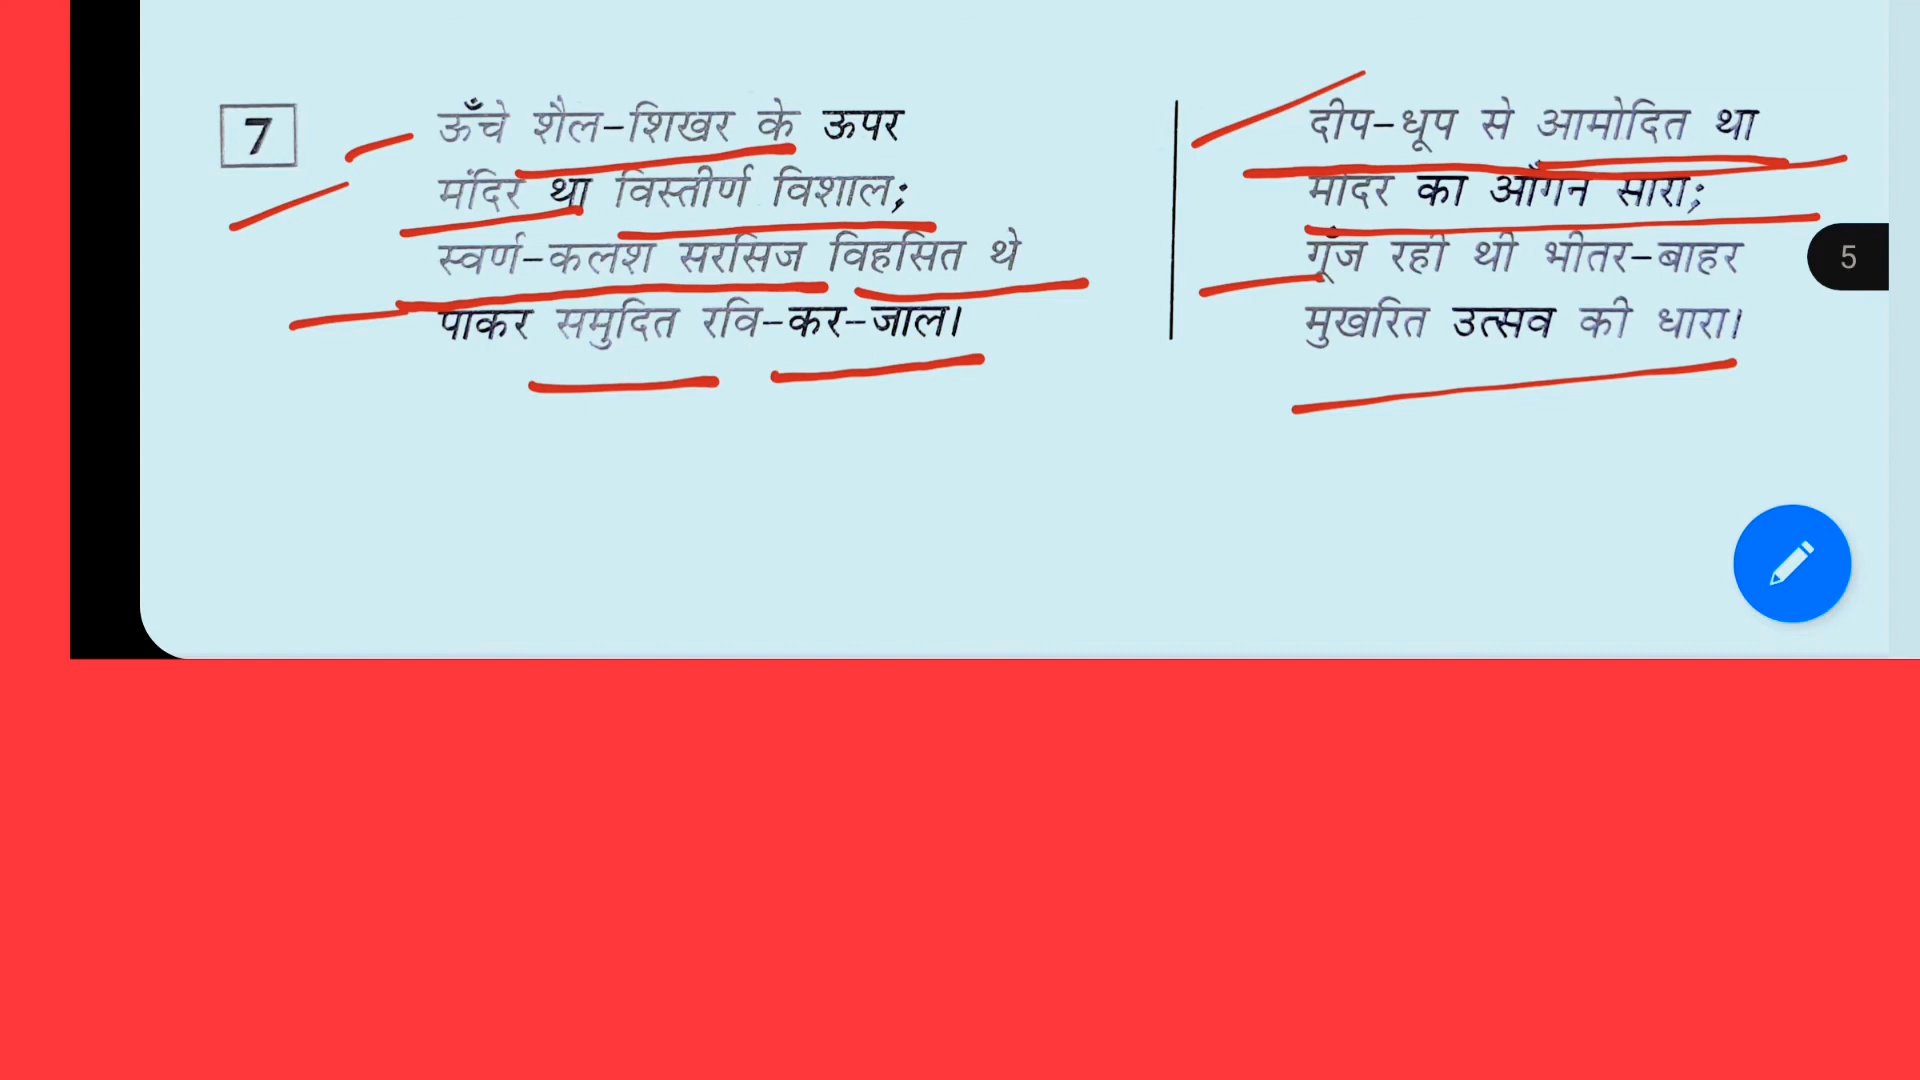 7
ऊँचे शैल-शिखर के ऊपर
मंदिर था विस्तीर्ण विशाल;
स्वर्ण-कलश सरसिज विहसित थे
पाकर समुदित रवि-कर-जाल।
दीप-धूप से आमोदित था
मंदिर का आँगन सारा;
गूँज रही थी भीतर-बाहर
मुखरित उत्सव की धारा।
5